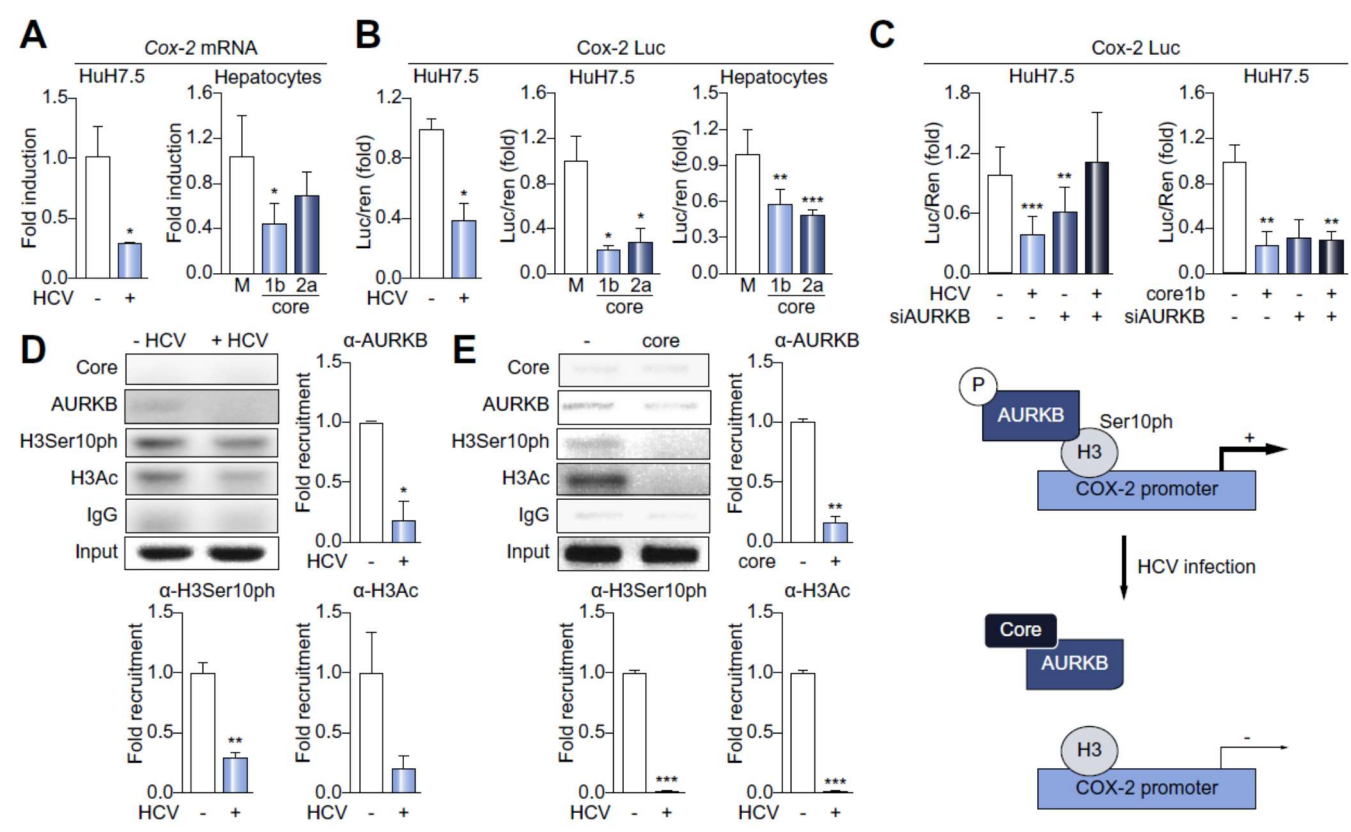 A
Cox-2 mRNA
HuH7.5
Hepatocytes
Fold induction
1.5
1.0
0.5
0.0
*
HCV - +
Fold induction
1.6
1.2
0.8
0.4
0.0
*
M 1b 2a
core
B
Cox-2 Luc
HuH7.5
HuH7.5
Hepatocytes
Luc/ren (fold)
1.2
0.8
0.4
0.0
*
HCV - +
Luc/ren (fold)
1.6
1.2
0.8
0.4
0.0
* *
M 1b 2a
core
Luc/ren (fold)
1.5
1.2
0.9
0.6
0.3
0.0
** ***
M 1b 2a
core
C
Cox-2 Luc
HuH7.5
HuH7.5
Luc/Ren (fold)
1.8
1.2
0.6
0.0
*** **
HCV - + - +
siAURKB - - + +
Luc/Ren (fold)
1.6
1.2
0.8
0.4
0.0
** **
core1b - + - +
siAURKB - - + +
D
- HCV + HCV
Core
AURKB
H3Ser10ph
H3Ac
IgG
Input
α-AURKB
Fold recruitment
1.5
1.0
0.5
0.0
*
HCV - +
α-H3Ser10ph
Fold recruitment
1.5
1.0
0.5
0.0
**
HCV - +
α-H3Ac
Fold recruitment
1.5
1.0
0.5
0.0
HCV - +
E
- core
Core
AURKB
H3Ser10ph
H3Ac
IgG
Input
α-AURKB
Fold recruitment
1.5
1.0
0.5
0.0
**
core - +
α-H3Ser10ph
Fold recruitment
1.5
1.0
0.5
0.0
***
HCV - +
α-H3Ac
Fold recruitment
1.5
1.0
0.5
0.0
***
HCV - +
P
AURKB
Ser10ph
H3
+
COX-2 promoter
HCV infection
Core
AURKB
H3
-
COX-2 promoter